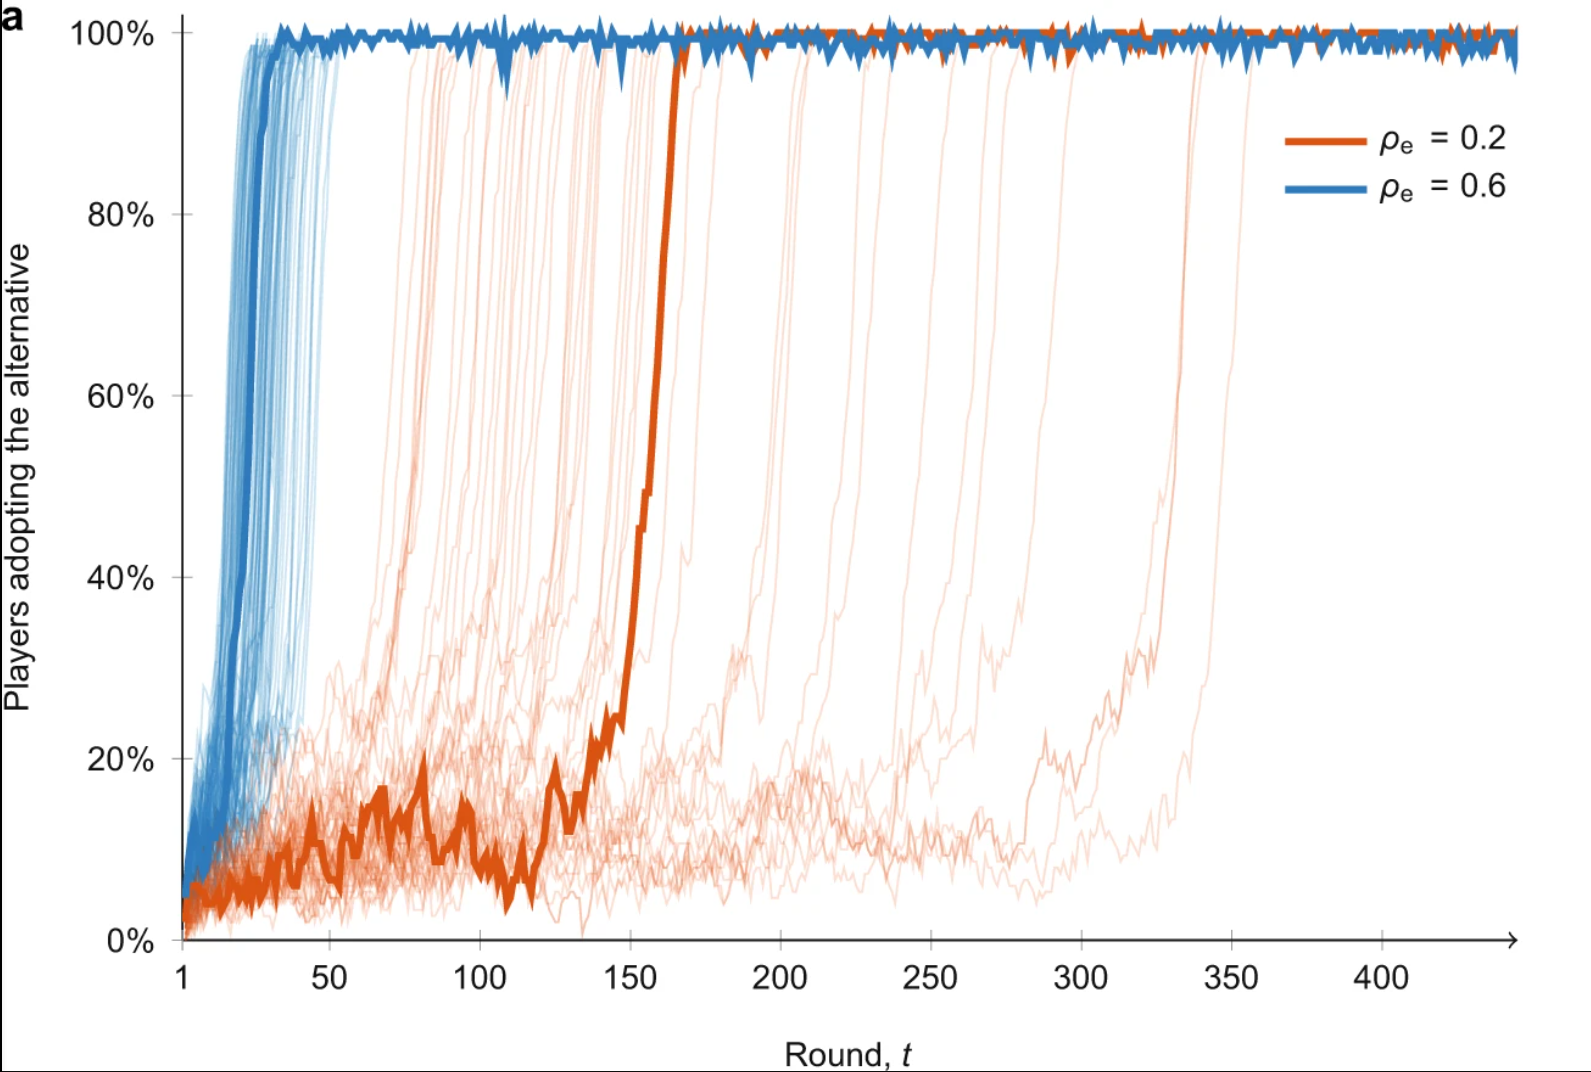 a
100%
80%
60%
40%
20%
0%
Players adopting the alternative
ρe = 0.2
ρe = 0.6
1 50 100 150 200 250 300 350 400
Round, t